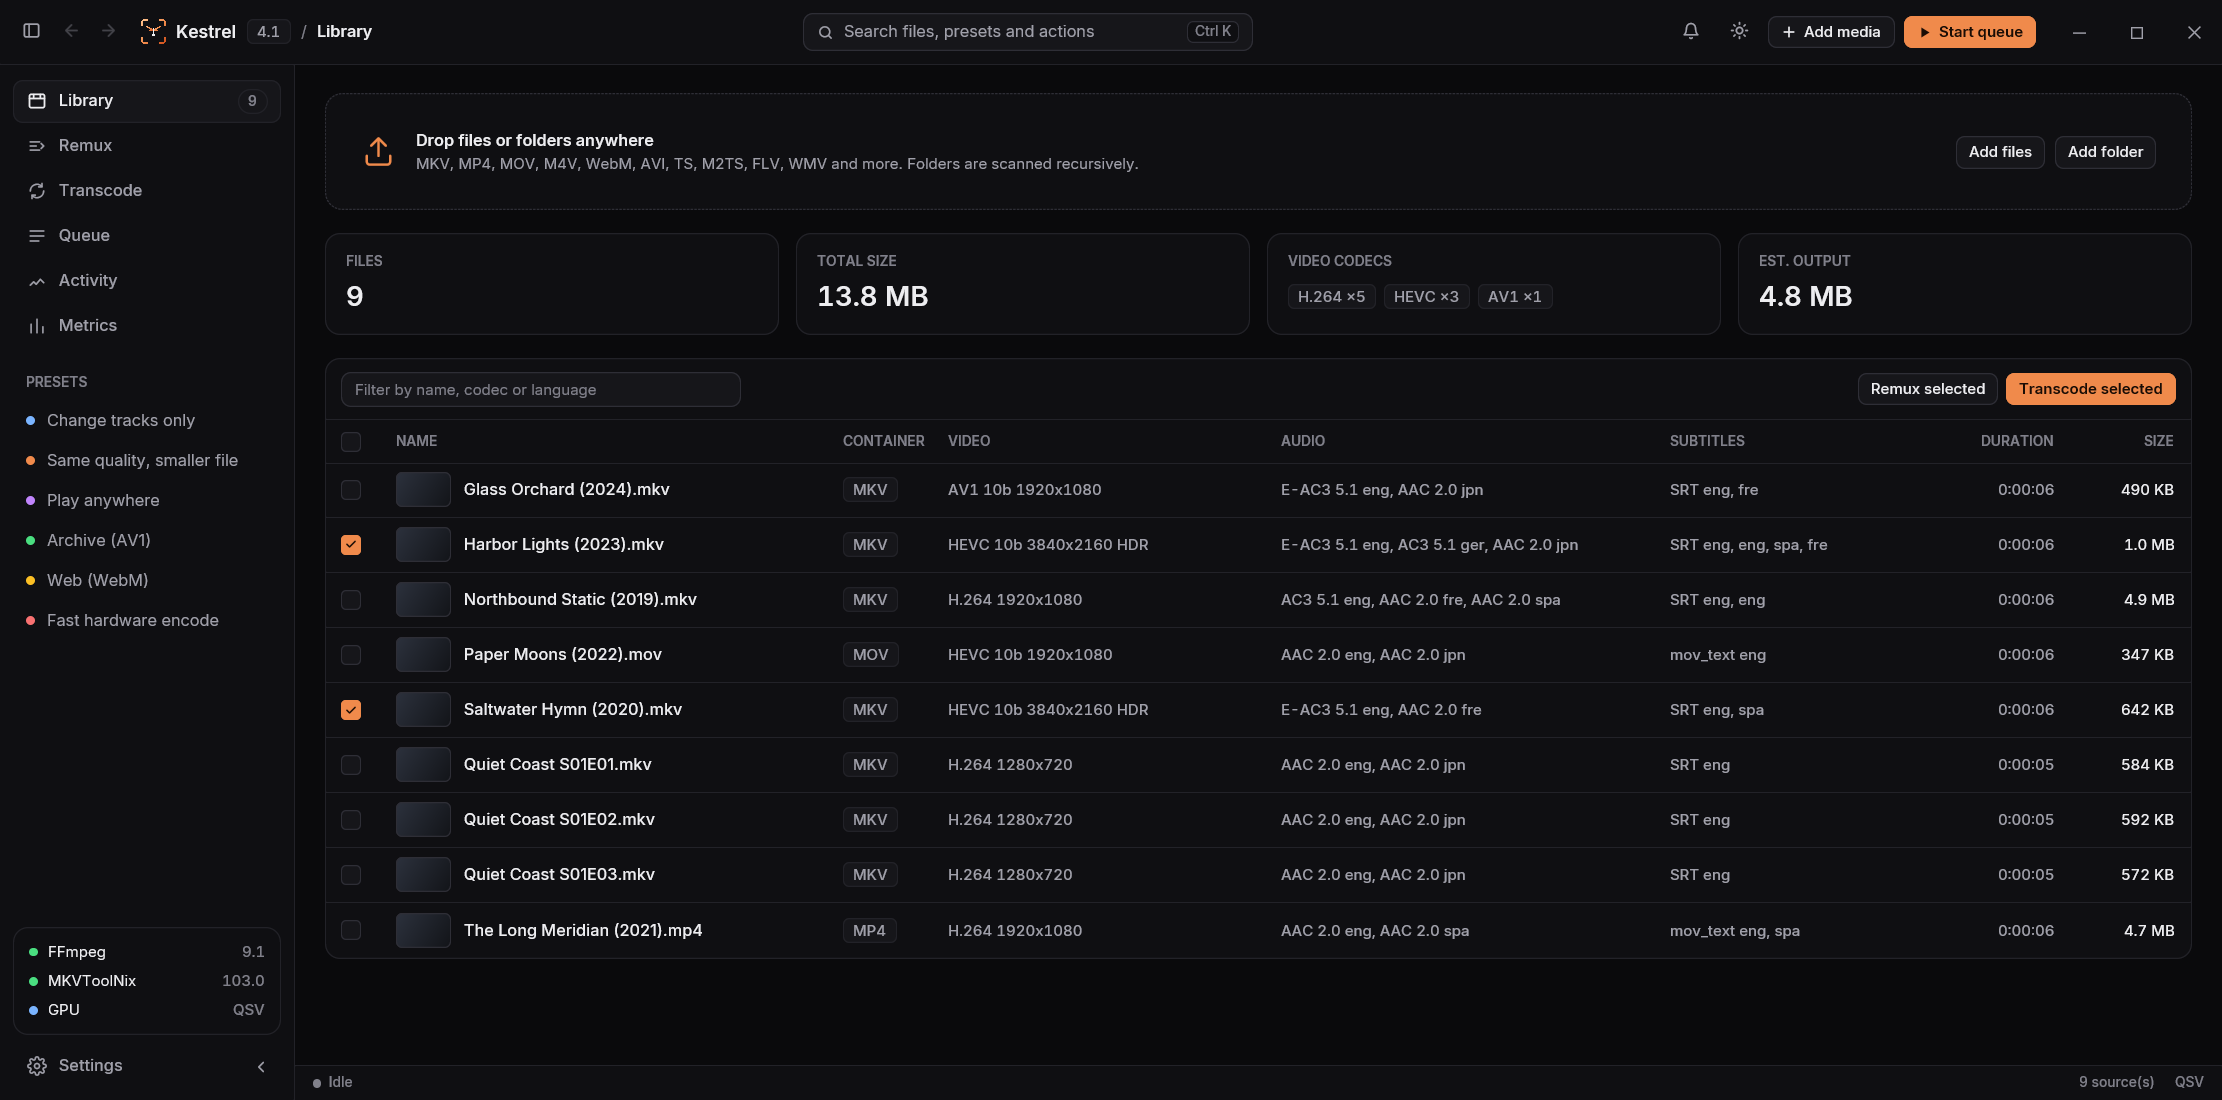 Kestrel 4.1 / Library
Search files, presets and actions Ctrl K
Add media
Start queue
Library 9
Remux
Transcode
Queue
Activity
Metrics
PRESETS
Change tracks only
Same quality, smaller file
Play anywhere
Archive (AV1)
Web (WebM)
Fast hardware encode
FFmpeg 9.1
MKVToolNix 103.0
GPU QSV
Settings
Drop files or folders anywhere
MKV, MP4, MOV, M4V, WebM, AVI, TS, M2TS, FLV, WMV and more. Folders are scanned recursively.
Add files
Add folder
FILES
9
TOTAL SIZE
13.8 MB
VIDEO CODECS
H.264 ×5 HEVC ×3 AV1 ×1
EST. OUTPUT
4.8 MB
Filter by name, codec or language
Remux selected
Transcode selected
NAME CONTAINER VIDEO AUDIO SUBTITLES DURATION SIZE
Glass Orchard (2024).mkv MKV AV1 10b 1920x1080 E-AC3 5.1 eng, AAC 2.0 jpn SRT eng, fre 0:00:06 490 KB
Harbor Lights (2023).mkv MKV HEVC 10b 3840x2160 HDR E-AC3 5.1 eng, AC3 5.1 ger, AAC 2.0 jpn SRT eng, eng, spa, fre 0:00:06 1.0 MB
Northbound Static (2019).mkv MKV H.264 1920x1080 AC3 5.1 eng, AAC 2.0 fre, AAC 2.0 spa SRT eng, eng 0:00:06 4.9 MB
Paper Moons (2022).mov MOV HEVC 10b 1920x1080 AAC 2.0 eng, AAC 2.0 jpn mov_text eng 0:00:06 347 KB
Saltwater Hymn (2020).mkv MKV HEVC 10b 3840x2160 HDR E-AC3 5.1 eng, AAC 2.0 fre SRT eng, spa 0:00:06 642 KB
Quiet Coast S01E01.mkv MKV H.264 1280x720 AAC 2.0 eng, AAC 2.0 jpn SRT eng 0:00:05 584 KB
Quiet Coast S01E02.mkv MKV H.264 1280x720 AAC 2.0 eng, AAC 2.0 jpn SRT eng 0:00:05 592 KB
Quiet Coast S01E03.mkv MKV H.264 1280x720 AAC 2.0 eng, AAC 2.0 jpn SRT eng 0:00:05 572 KB
The Long Meridian (2021).mp4 MP4 H.264 1920x1080 AAC 2.0 eng, AAC 2.0 spa mov_text eng, spa 0:00:06 4.7 MB
Idle
9 source(s) QSV